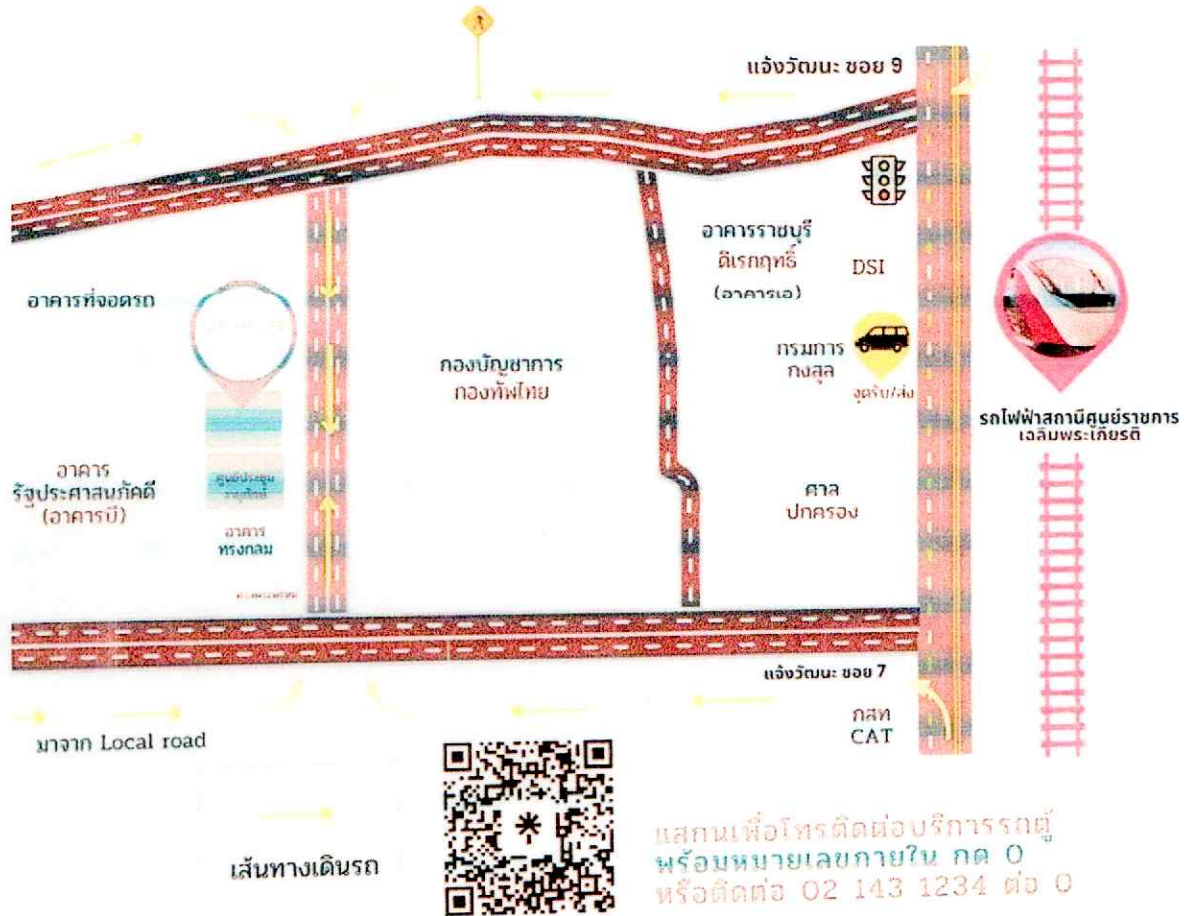 แจ้งวัฒนะ ซอย 9
อาคารราชบุรี
ดิเรกฤทธิ์
(อาคารเอ)
DSI
อาคารที่จอดรถ
กองบัญชาการ
กองทัพไทย
กรมการ
กงสุล
จุดรับ/ส่ง
รถไฟฟ้าสถานีศูนย์ราชการ
เฉลิมพระเกียรติ
อาคาร
รัฐประศาสนภักดี
(อาคารบี)
ศูนย์ประชุม
อาคาร
ทรงกลม
ศาล
ปกครอง
แจ้งวัฒนะ ซอย 7
กสท
CAT
มาจาก Local road
เส้นทางเดินรถ
แสกนเพื่อโทรติดต่อบริการรถตู้
พร้อมหมายเลขภายใน กด 0
หรือติดต่อ 02 143 1234 ต่อ 0